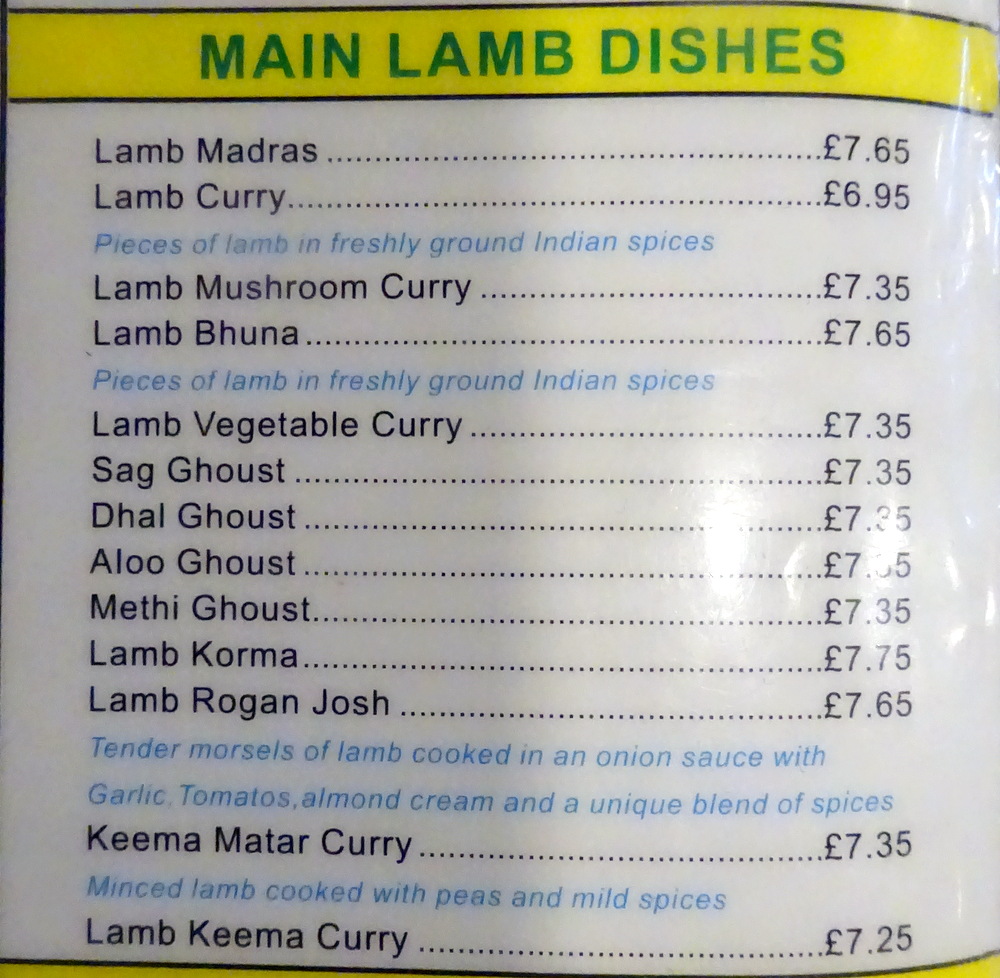 MAIN LAMB DISHES
Lamb Madras ........................................................ £7.65
Lamb Curry............................................................ £6.95
Pieces of lamb in freshly ground Indian spices
Lamb Mushroom Curry ....................................... £7.35
Lamb Bhuna.......................................................... £7.65
Pieces of lamb in freshly ground Indian spices
Lamb Vegetable Curry ........................................ £7.35
Sag Ghoust ........................................................... £7.35
Dhal Ghoust .......................................................... £7.35
Aloo Ghoust ..........................................................
Methi Ghoust......................................................... £7.35
Lamb Korma.......................................................... £7.75
Lamb Rogan Josh ................................................ £7.65
Tender morsels of lamb cooked in an onion sauce with
Garlic, Tomatos,almond cream and a unique blend of spices
Keema Matar Curry.............................................. £7.35
Minced lamb cooked with peas and mild spices
Lamb Keema Curry .............................................. £7.25